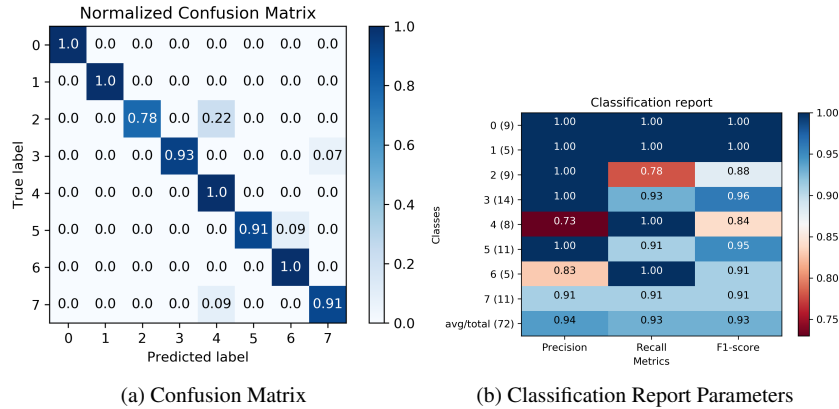 Normalized Confusion Matrix
0 1.0 0.0 0.0 0.0 0.0 0.0 0.0 0.0
1 0.0 1.0 0.0 0.0 0.0 0.0 0.0 0.0
2 0.0 0.0 0.78 0.0 0.22 0.0 0.0 0.0
3 0.0 0.0 0.0 0.93 0.0 0.0 0.0 0.07
4 0.0 0.0 0.0 0.0 1.0 0.0 0.0 0.0
5 0.0 0.0 0.0 0.0 0.0 0.91 0.09 0.0
6 0.0 0.0 0.0 0.0 0.0 0.0 1.0 0.0
7 0.0 0.0 0.0 0.0 0.09 0.0 0.0 0.91
0 1 2 3 4 5 6 7
True label
Predicted label
1.0
0.8
0.6
0.4
0.2
0.0
(a) Confusion Matrix
Classification report
0 (9) 1.00 1.00 1.00
1 (5) 1.00 1.00 1.00
2 (9) 1.00 0.78 0.88
3 (14) 1.00 0.93 0.96
4 (8) 0.73 1.00 0.84
5 (11) 1.00 0.91 0.95
6 (5) 0.83 1.00 0.91
7 (11) 0.91 0.91 0.91
avg/total (72) 0.94 0.93 0.93
Precision Recall F1-score
Classes
Metrics
1.00
0.95
0.90
0.85
0.80
0.75
(b) Classification Report Parameters